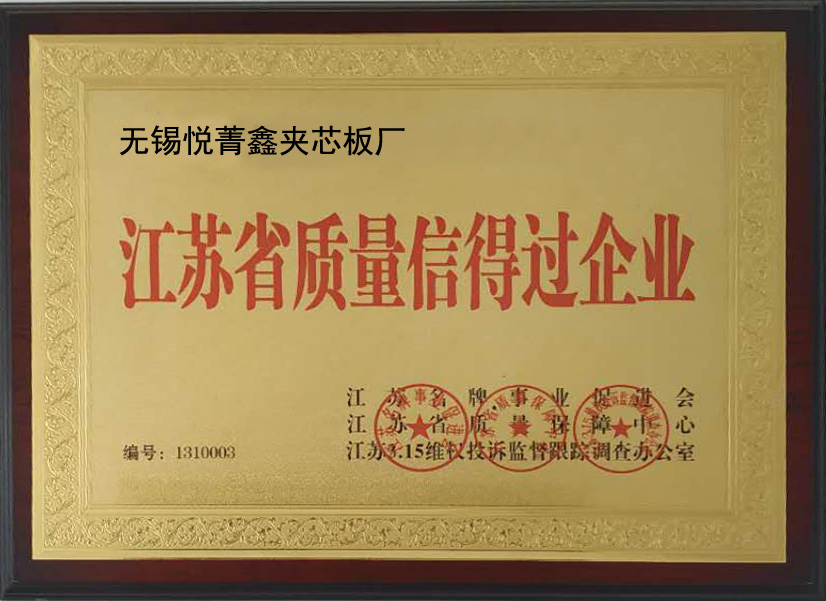 无锡悦菁鑫夹芯板厂
江苏省质量信得过企业
江苏名牌事业促进会
江苏省质量保障中心
编号：1310003
江苏3.15维权投诉监督跟踪调查办公室